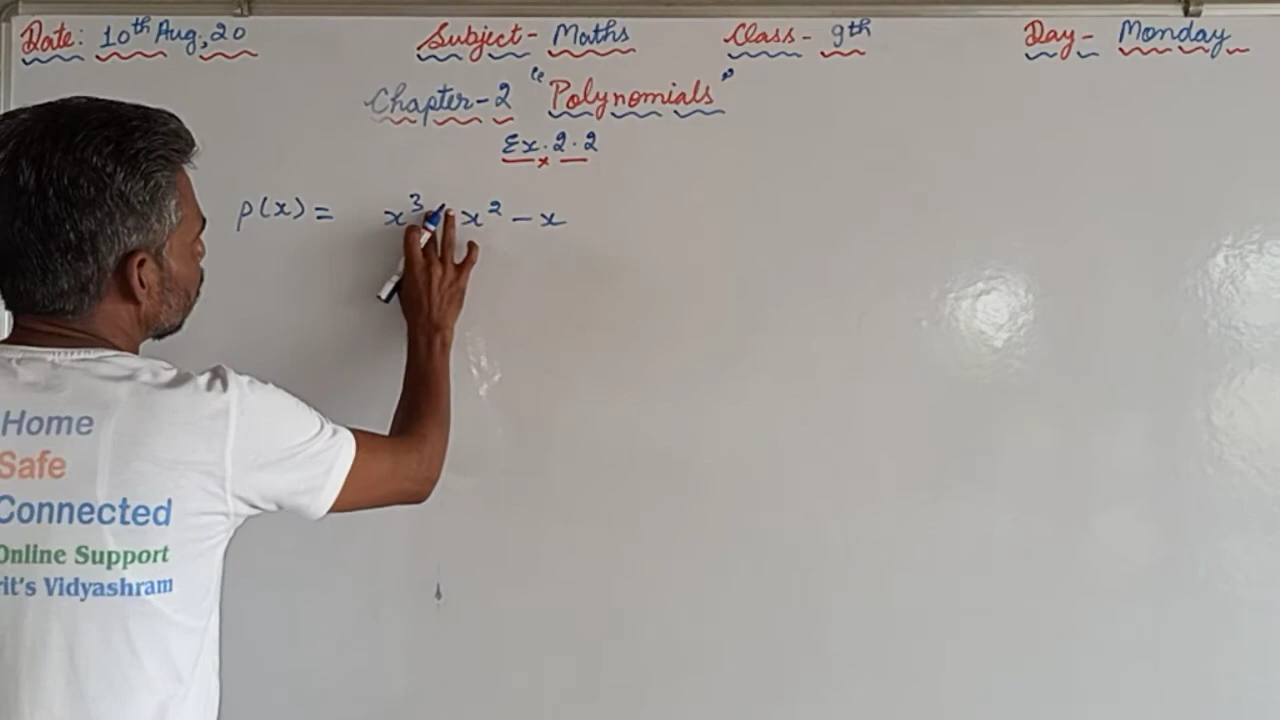 Date: 10th Aug, 20 Subject- Maths Class- 9th Day- Monday
Chapter-2 "Polynomials"
Ex. 2.2
p(x) = x³ x² - x
Home
Safe
Connected
Online Support
Vidyashram